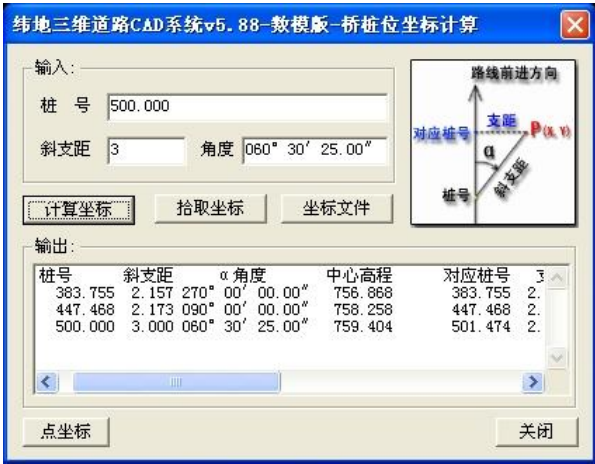 纬地三维道路CAD系统v5.88-数模版-桥桩位坐标计算
输入:
桩 号 500.000
斜支距 3 角度 060° 30′ 25.00″
路线前进方向
对应桩号 支距 P(X, Y)
α
斜支距
桩号
计算坐标 拾取坐标 坐标文件
输出:
桩号 斜支距 α角度 中心高程 对应桩号
383.755 2.157 270° 00′ 00.00″ 756.868 383.755 2.
447.468 2.173 090° 00′ 00.00″ 758.258 447.468 2.
500.000 3.000 060° 30′ 25.00″ 759.404 501.474 2.
点坐标 关闭